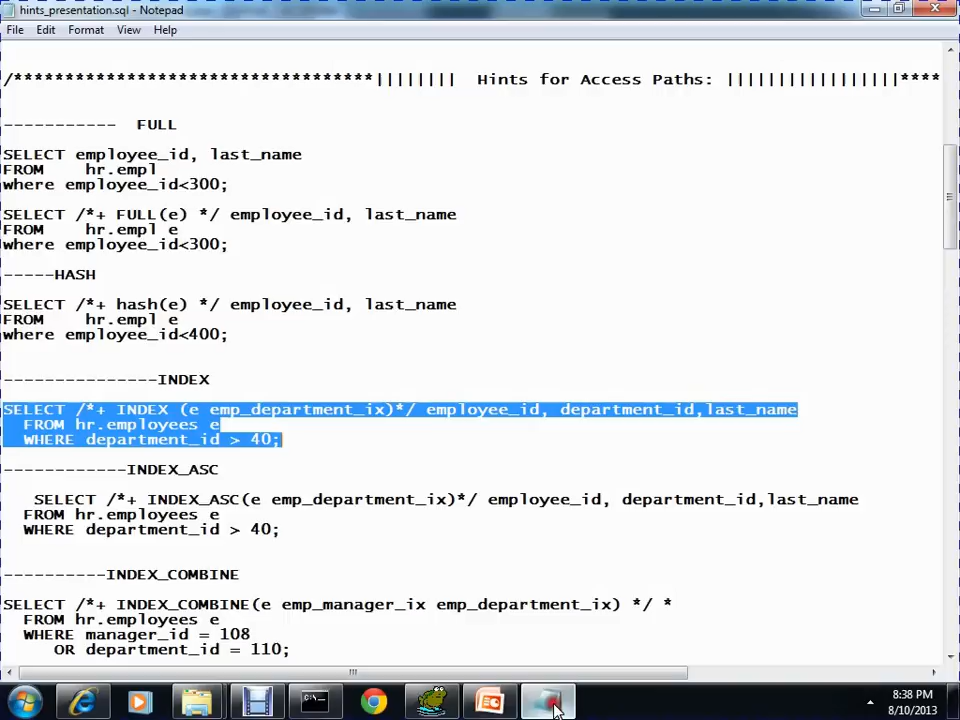 hints_presentation.sql - Notepad
File Edit Format View Help
/***********************************|||||||| Hints for Access Paths: |||||||||||||||||****
----------- FULL
SELECT employee_id, last_name
FROM hr.empl
where employee_id<300;
SELECT /*+ FULL(e) */ employee_id, last_name
FROM hr.empl e
where employee_id<300;
-----HASH
SELECT /*+ hash(e) */ employee_id, last_name
FROM hr.empl e
where employee_id<400;
---------------INDEX
SELECT /*+ INDEX (e emp_department_ix)*/ employee_id, department_id,last_name
FROM hr.employees e
WHERE department_id > 40;
------------INDEX_ASC
SELECT /*+ INDEX_ASC(e emp_department_ix)*/ employee_id, department_id,last_name
FROM hr.employees e
WHERE department_id > 40;
----------INDEX_COMBINE
SELECT /*+ INDEX_COMBINE(e emp_manager_ix emp_department_ix) */ *
FROM hr.employees e
WHERE manager_id = 108
OR department_id = 110;
8:38 PM
8/10/2013